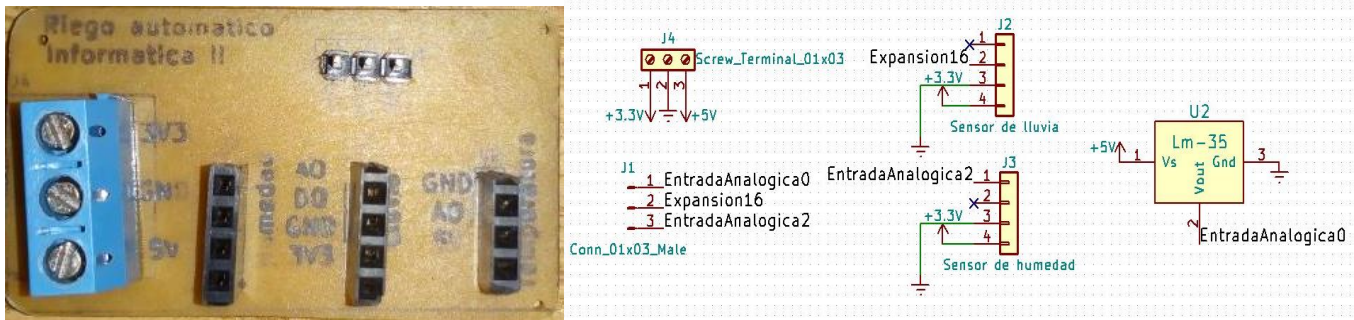 Riego automatico
Informatica II
3V3
GND
5V
AO
DO
GND
3V3
GND
AO
J4
Screw_Terminal_01x03
1
2
3
+3.3V
+5V
J1
1 EntradaAnalogica0
2 Expansion16
3 EntradaAnalogica2
Conn_01x03_Male
J2
1
Expansion16 2
+3.3V 3
4
Sensor de lluvia
J3
EntradaAnalogica2 1
2
+3.3V 3
4
Sensor de humedad
U2
Lm-35
+5V 1 Vs Gnd 3
Vout
2
EntradaAnalogica0